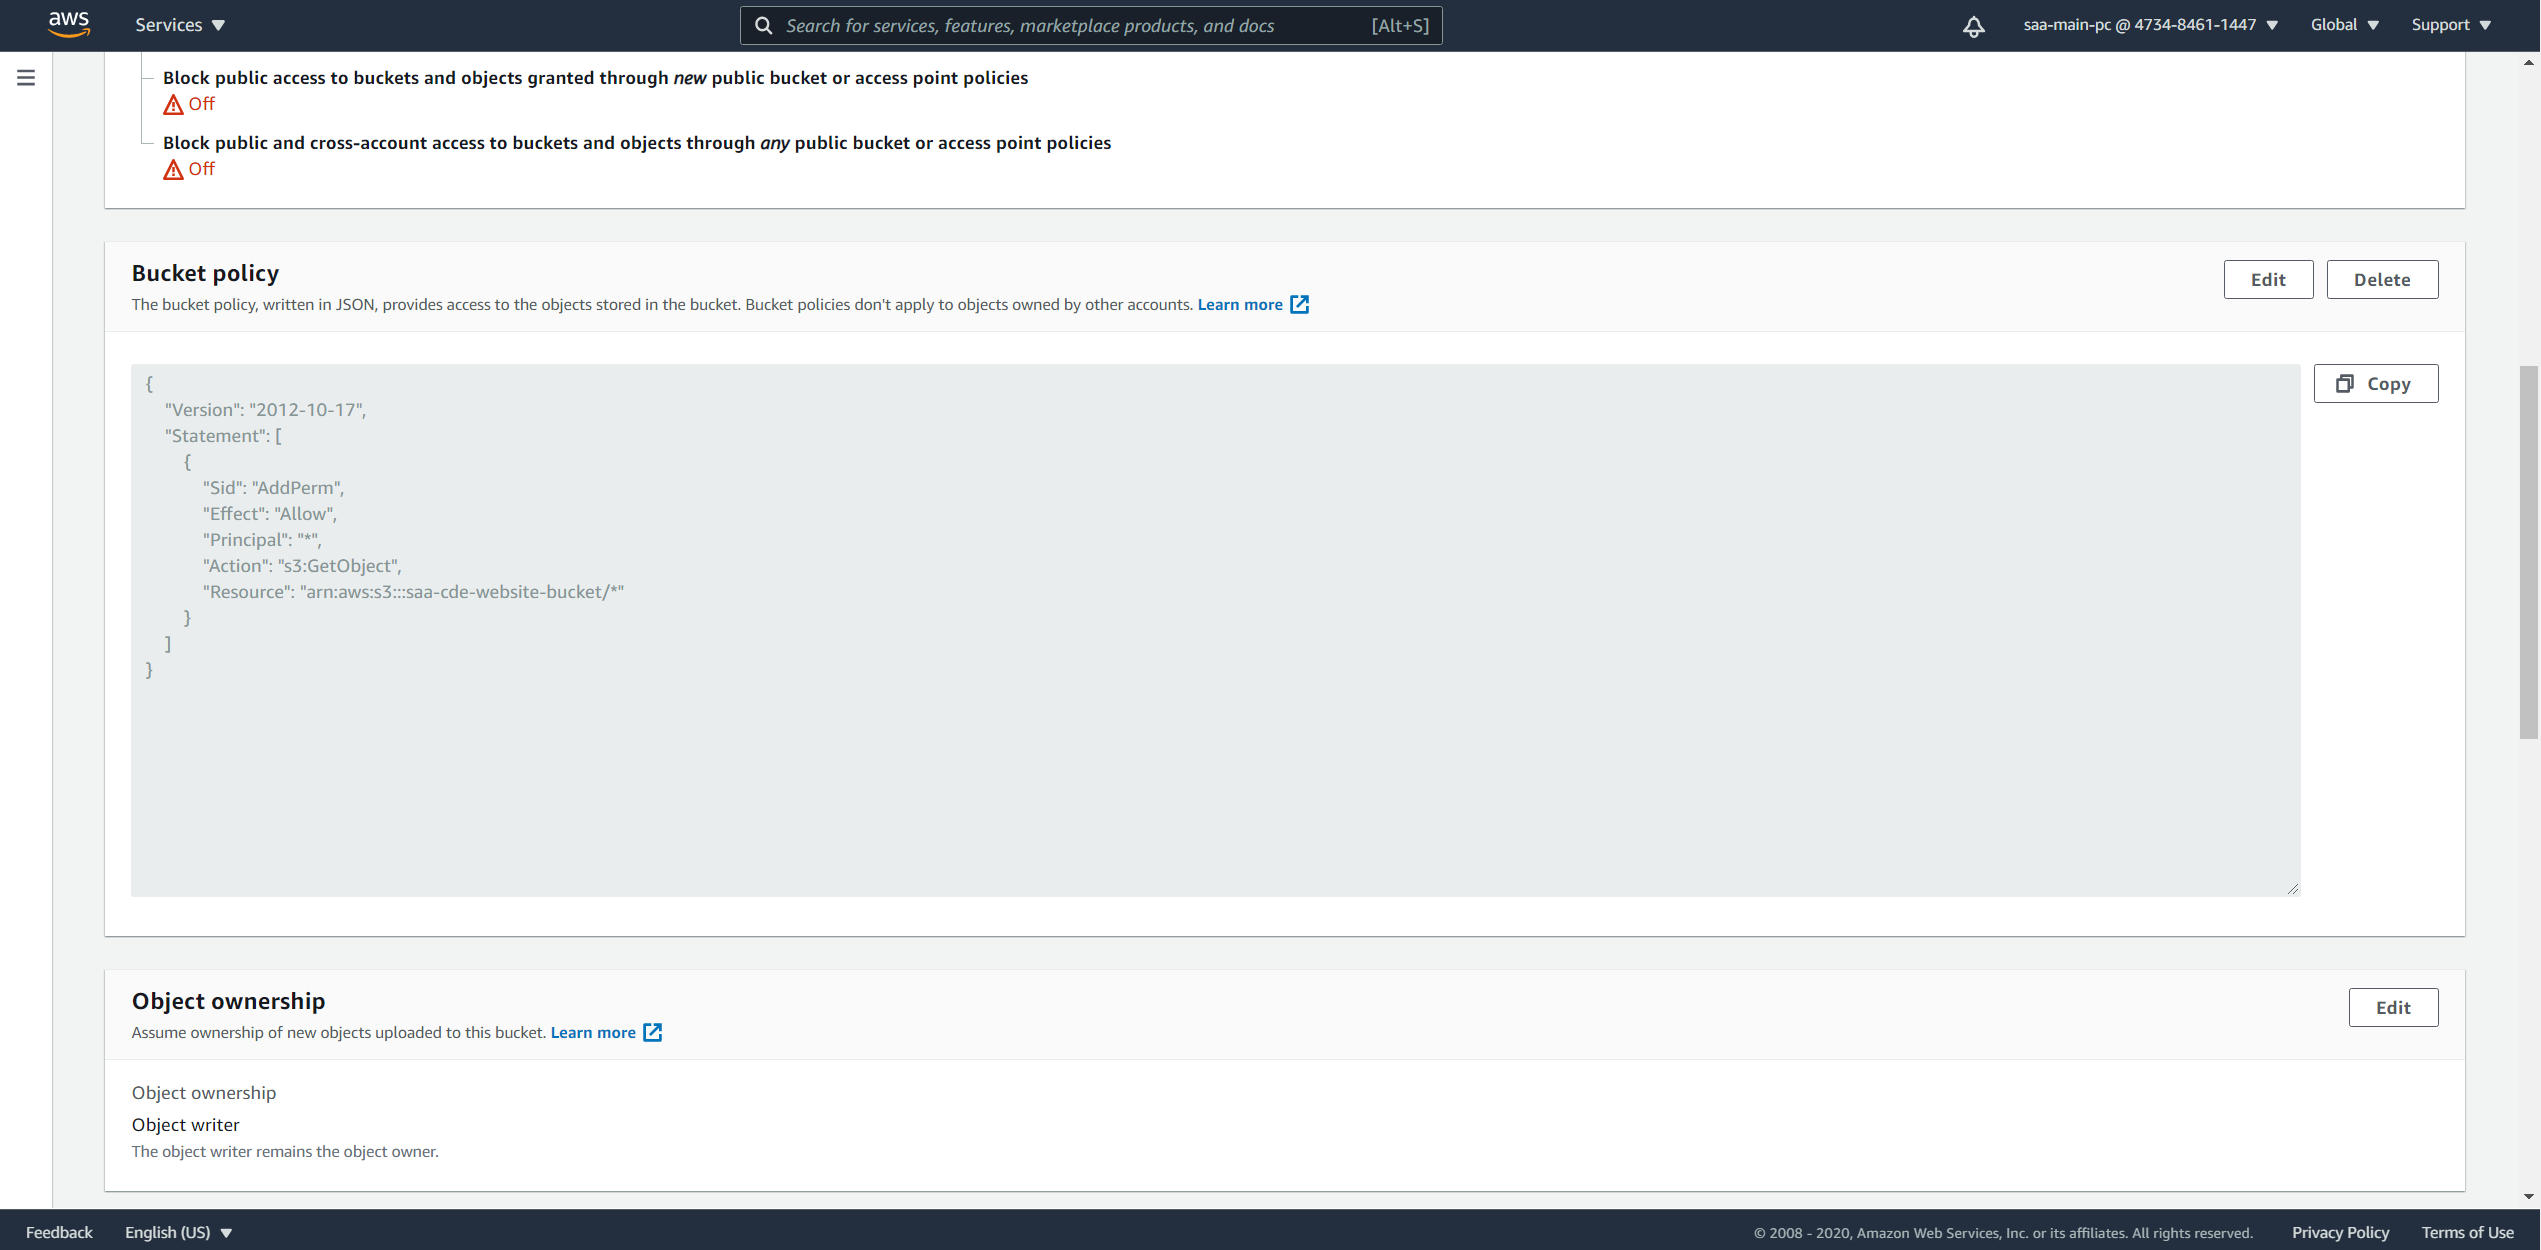 aws Services Search for services, features, marketplace products, and docs [Alt+S] saa-main-pc @ 4734-8461-1447 Global Support
Block public access to buckets and objects granted through new public bucket or access point policies
Off
Block public and cross-account access to buckets and objects through any public bucket or access point policies
Off
Bucket policy
Edit Delete
The bucket policy, written in JSON, provides access to the objects stored in the bucket. Bucket policies don't apply to objects owned by other accounts. Learn more
Copy
{
"Version": "2012-10-17",
"Statement": [
{
"Sid": "AddPerm",
"Effect": "Allow",
"Principal": "*",
"Action": "s3:GetObject",
"Resource": "arn:aws:s3:::saa-cde-website-bucket/*"
}
]
}
Object ownership
Edit
Assume ownership of new objects uploaded to this bucket. Learn more
Object ownership
Object writer
The object writer remains the object owner.
Feedback English (US) © 2008 - 2020, Amazon Web Services, Inc. or its affiliates. All rights reserved. Privacy Policy Terms of Use